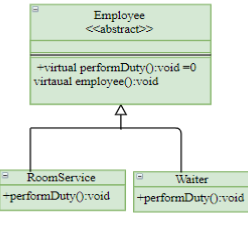 Employee
<<abstract>>
+virtual performDuty():void =0
virtaual employee():void
RoomService
+performDuty():void
Waiter
+performDuty():void